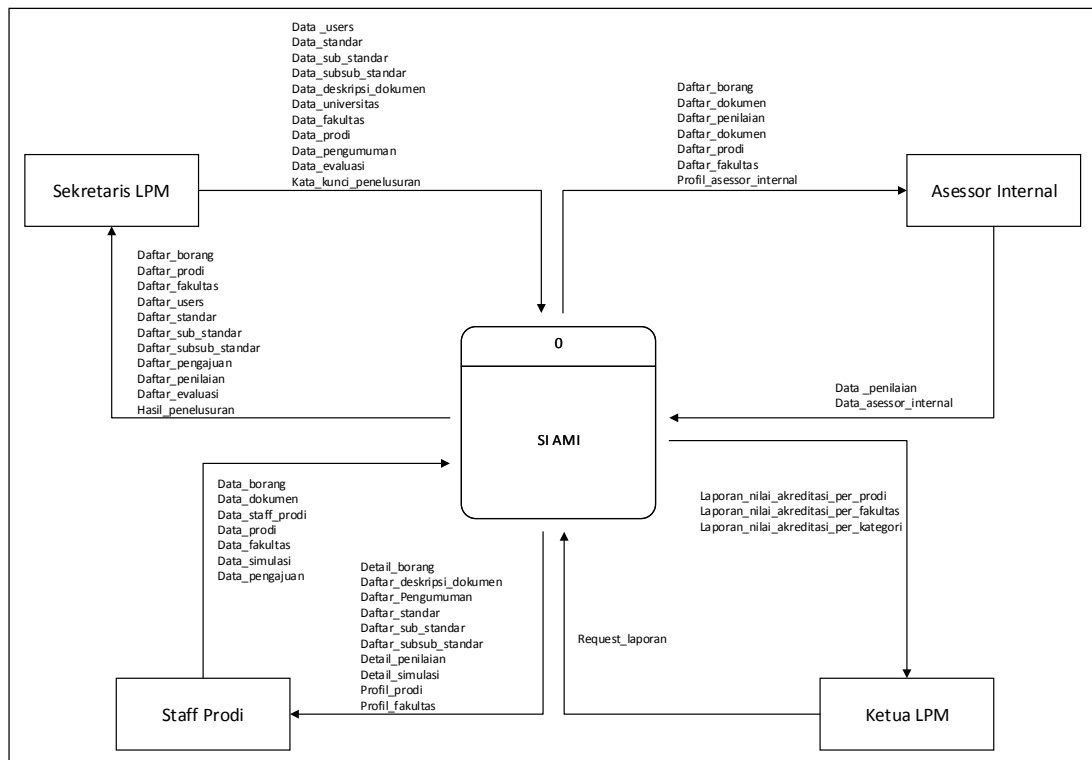 Data _users
Data_standar
Data_sub_standar
Data_subsub_standar
Data_deskripsi_dokumen
Data_universitas
Data_fakultas
Data_prodi
Data_pengumuman
Data_evaluasi
Kata_kunci_penelusuran
Daftar_borang
Daftar_dokumen
Daftar_penilaian
Daftar_dokumen
Daftar_prodi
Daftar_fakultas
Profil_asessor_internal
Sekretaris LPM
Asessor Internal
Daftar_borang
Daftar_prodi
Daftar_fakultas
Daftar_users
Daftar_standar
Daftar_sub_standar
Daftar_subsub_standar
Daftar_pengajuan
Daftar_penilaian
Daftar_evaluasi
Hasil_penelusuran
0
SI AMI
Data _penilaian
Data_asessor_internal
Data_borang
Data_dokumen
Data_staff_prodi
Data_prodi
Data_fakultas
Data_simulasi
Data_pengajuan
Detail_borang
Daftar_deskripsi_dokumen
Daftar_Pengumuman
Daftar_standar
Daftar_sub_standar
Daftar_subsub_standar
Detail_penilaian
Detail_simulasi
Profil_prodi
Profil_fakultas
Laporan_nilai_akreditasi_per_prodi
Laporan_nilai_akreditasi_per_fakultas
Laporan_nilai_akreditasi_per_kategori
Request_laporan
Staff Prodi
Ketua LPM